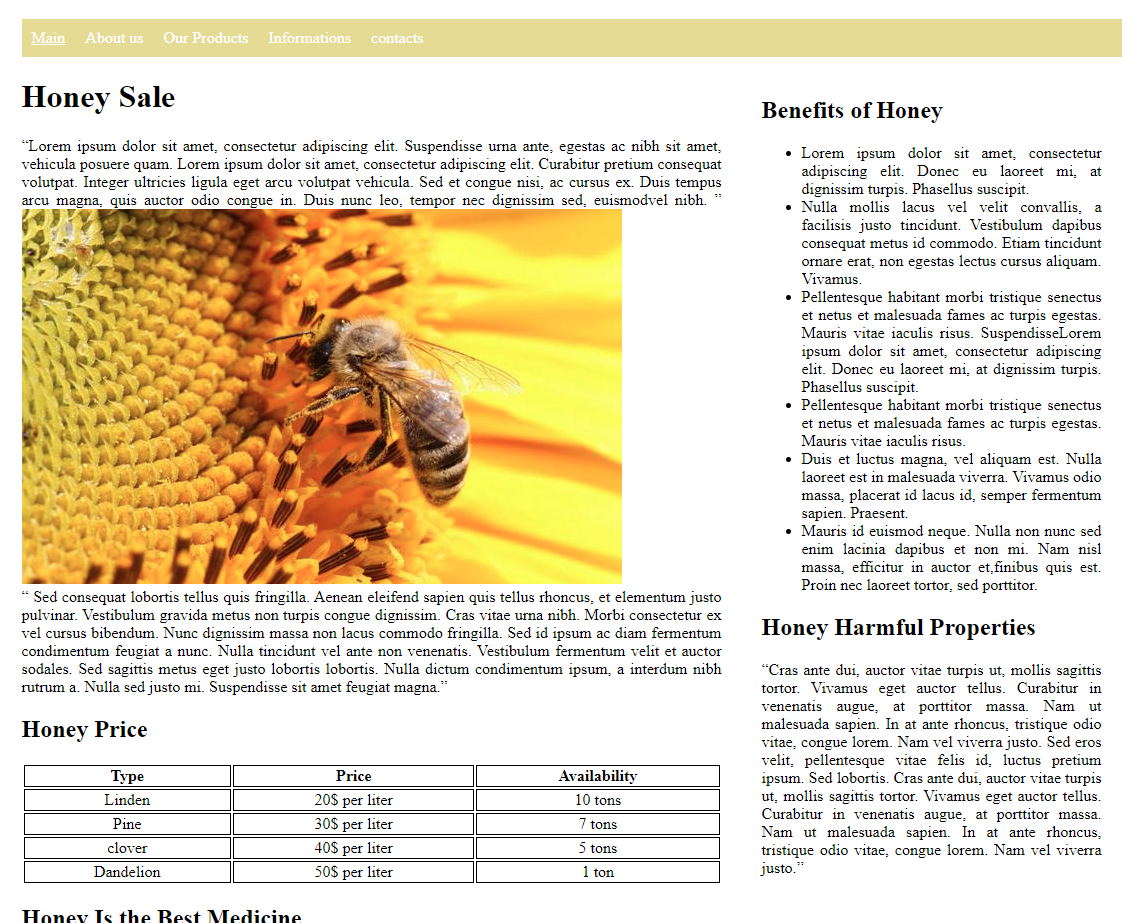 Main About us Our Products Informations contacts
Honey Sale
“Lorem ipsum dolor sit amet, consectetur adipiscing elit. Suspendisse urna ante, egestas ac nibh sit amet,
vehicula posuere quam. Lorem ipsum dolor sit amet, consectetur adipiscing elit. Curabitur pretium consequat
volutpat. Integer ultricies ligula eget arcu volutpat vehicula. Sed et congue nisi, ac cursus ex. Duis tempus
arcu magna, quis auctor odio congue in. Duis nunc leo, tempor nec dignissim sed, euismodvel nibh. ”
“ Sed consequat lobortis tellus quis fringilla. Aenean eleifend sapien quis tellus rhoncus, et elementum justo
pulvinar. Vestibulum gravida metus non turpis congue dignissim. Cras vitae urna nibh. Morbi consectetur ex
vel cursus bibendum. Nunc dignissim massa non lacus commodo fringilla. Sed id ipsum ac diam fermentum
condimentum feugiat a nunc. Nulla tincidunt vel ante non venenatis. Vestibulum fermentum velit et auctor
sodales. Sed sagittis metus eget justo lobortis lobortis. Nulla dictum condimentum ipsum, a interdum nibh
rutrum a. Nulla sed justo mi. Suspendisse sit amet feugiat magna.”
Honey Price
Type Price Availability
Linden 20$ per liter 10 tons
Pine 30$ per liter 7 tons
clover 40$ per liter 5 tons
Dandelion 50$ per liter 1 ton
Honey Is the Best Medicine
Benefits of Honey
• Lorem ipsum dolor sit amet, consectetur
adipiscing elit. Donec eu laoreet mi, at
dignissim turpis. Phasellus suscipit.
• Nulla mollis lacus vel velit convallis, a
facilisis justo tincidunt. Vestibulum dapibus
consequat metus id commodo. Etiam tincidunt
ornare erat, non egestas lectus cursus aliquam.
Vivamus.
• Pellentesque habitant morbi tristique senectus
et netus et malesuada fames ac turpis egestas.
Mauris vitae iaculis risus. SuspendisseLorem
ipsum dolor sit amet, consectetur adipiscing
elit. Donec eu laoreet mi, at dignissim turpis.
Phasellus suscipit.
• Pellentesque habitant morbi tristique senectus
et netus et malesuada fames ac turpis egestas.
Mauris vitae iaculis risus.
• Duis et luctus magna, vel aliquam est. Nulla
laoreet est in malesuada viverra. Vivamus odio
massa, placerat id lacus id, semper fermentum
sapien. Praesent.
• Mauris id euismod neque. Nulla non nunc sed
enim lacinia dapibus et non mi. Nam nisl
massa, efficitur in auctor et,finibus quis est.
Proin nec laoreet tortor, sed porttitor.
Honey Harmful Properties
“Cras ante dui, auctor vitae turpis ut, mollis sagittis
tortor. Vivamus eget auctor tellus. Curabitur in
venenatis augue, at porttitor massa. Nam ut
malesuada sapien. In at ante rhoncus, tristique odio
vitae, congue lorem. Nam vel viverra justo. Sed eros
velit, pellentesque vitae felis id, luctus pretium
ipsum. Sed lobortis. Cras ante dui, auctor vitae turpis
ut, mollis sagittis tortor. Vivamus eget auctor tellus.
Curabitur in venenatis augue, at porttitor massa.
Nam ut malesuada sapien. In at ante rhoncus,
tristique odio vitae, congue lorem. Nam vel viverra
justo.”